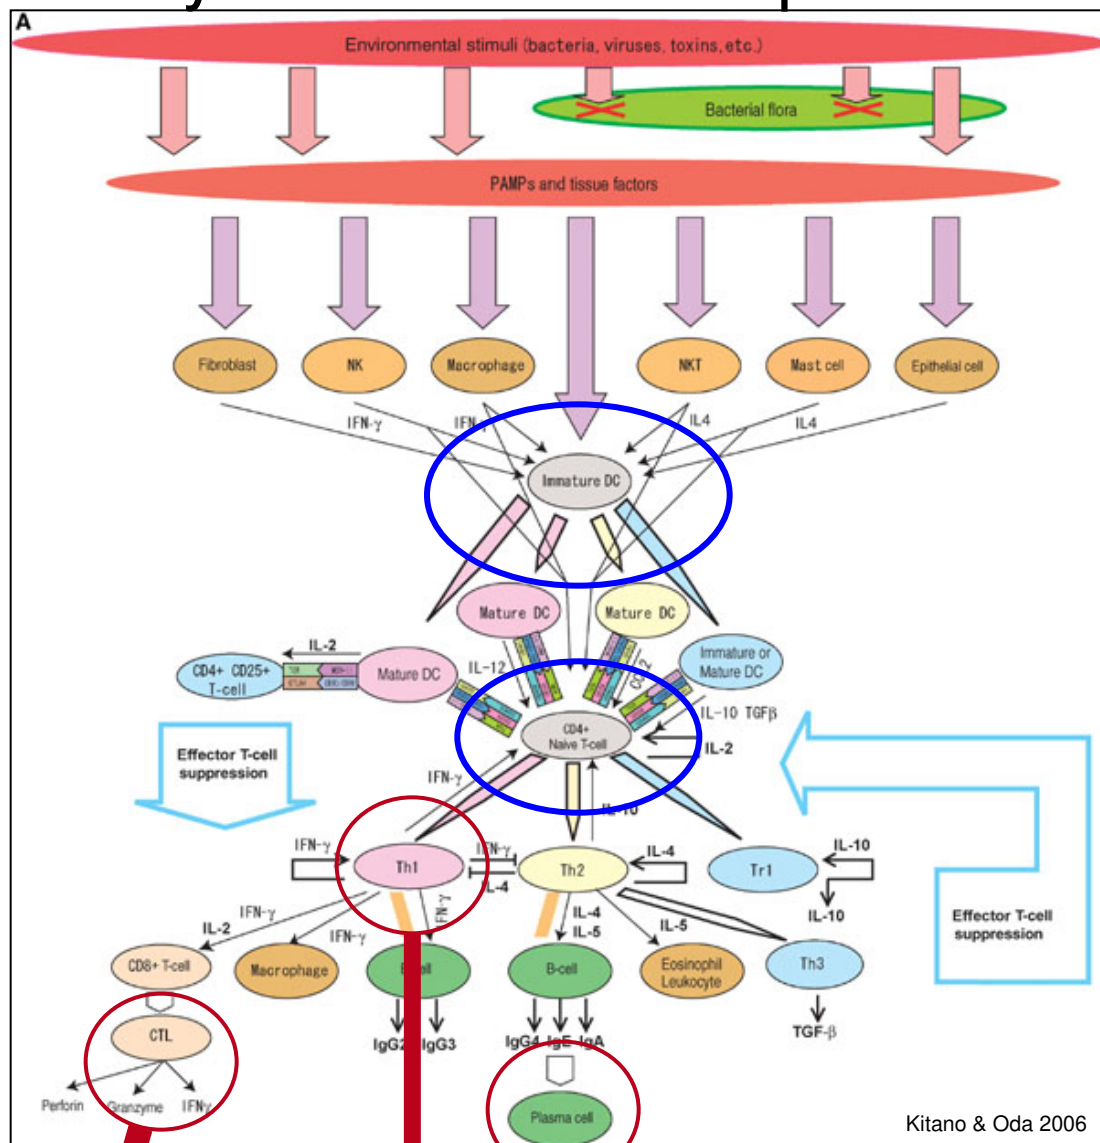 A
Environmental stimuli (bacteria, viruses, toxins, etc.)
Bacterial flora
PAMPs and tissue factors
Fibroblast
NK
Macrophage
NKT
Mast cell
Epithelial cell
IFN-γ
IFN-γ
IL4
IL4
Immature DC
Mature DC
Mature DC
IL-2
CD4+ CD25+
T-cell
Mature DC
IL-12
Immature or
Mature DC
IL-10 TGFβ
CD4+
Naive T-cell
IL-2
Effector T-cell
suppression
IFN-γ
IL-10
IFN-γ
Th1
IFN-γ
IL-4
Th2
IL-4
Tr1
IL-10
IL-10
IFN-γ
IL-2
IFN-γ
IFN-γ
IL-4
IL-5
IL-5
Effector T-cell
suppression
CD8+ T-cell
Macrophage
B-cell
B-cell
Eosinophil
Leukocyte
Th3
CTL
IgG2 IgG3
IgG4 IgE IgA
TGF-β
Perforin
Granzyme
IFNγ
Plasma cell
Kitano & Oda 2006